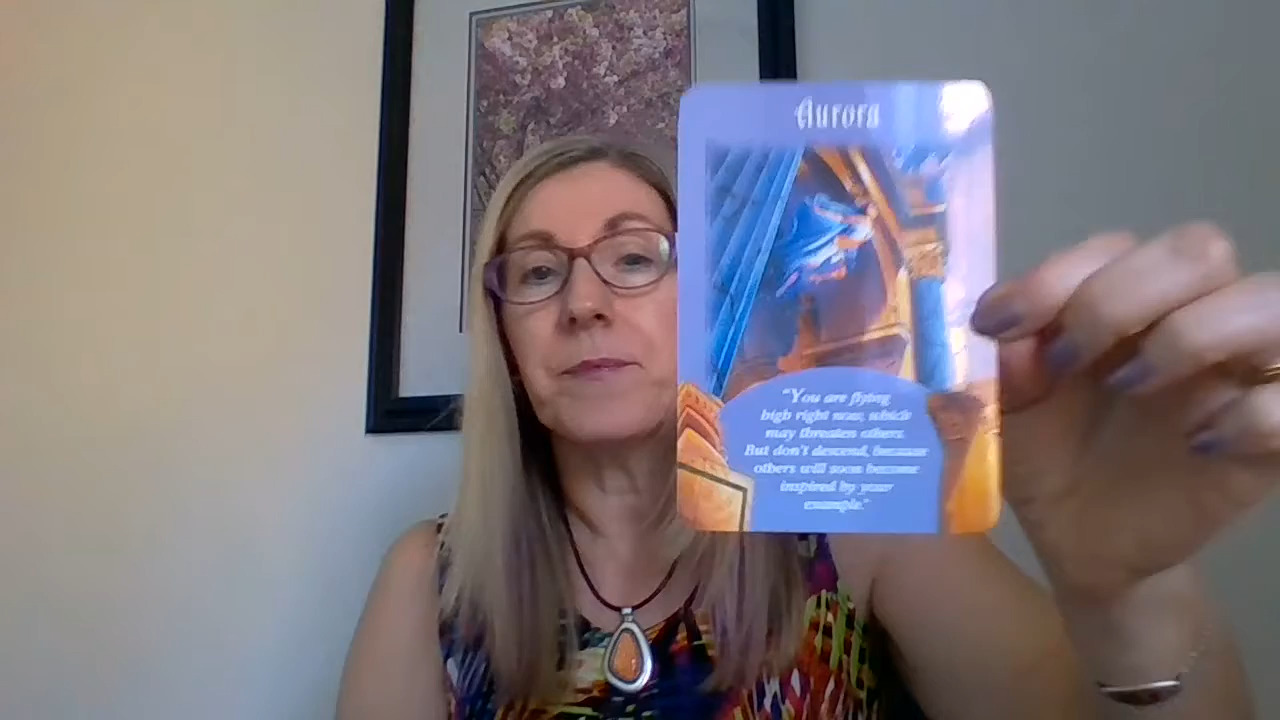 Aurora
"You are flying
high right now, which
may threaten others.
But don't descend, because
others will soon become
inspired by your
example."